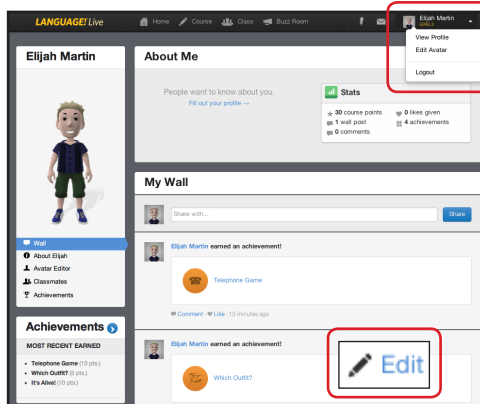 LANGUAGE! Live
Home
Course
Class
Buzz Room
Elijah Martin
LEVEL 2
View Profile
Edit Avatar
Logout
Elijah Martin
Wall
About Elijah
Avatar Editor
Classmates
Achievements
Achievements
MOST RECENT EARNED
Telephone Game (10 pts.)
Which Outfit? (5 pts.)
It's Alive! (10 pts.)
About Me
People want to know about you.
Fill out your profile →
Stats
30 course points
0 likes given
1 wall post
4 achievements
0 comments
My Wall
Share with...
Share
Elijah Martin earned an achievement!
Telephone Game
Comment · Like · 10 minutes ago
Elijah Martin earned an achievement!
Which Outfit?
Edit